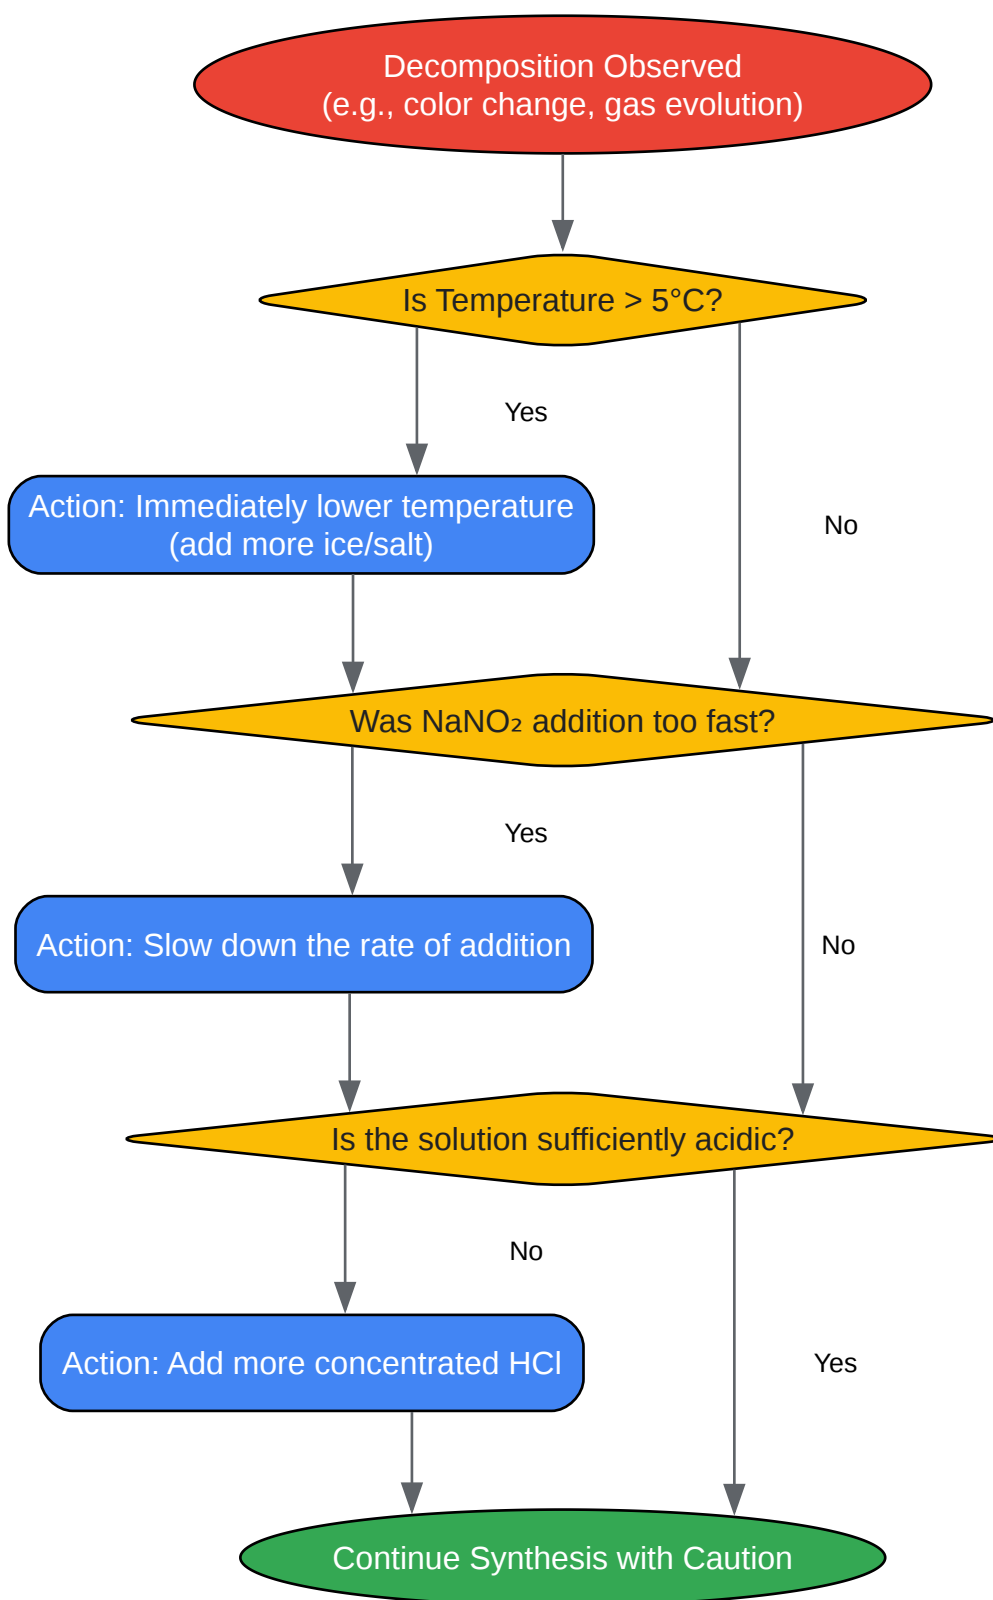 Decomposition Observed
(e.g., color change, gas evolution)
Is Temperature > 5°C?
Yes
Action: Immediately lower temperature
(add more ice/salt)
No
Was NaNO₂ addition too fast?
Yes
Action: Slow down the rate of addition
No
Is the solution sufficiently acidic?
No
Action: Add more concentrated HCl
Yes
Continue Synthesis with Caution